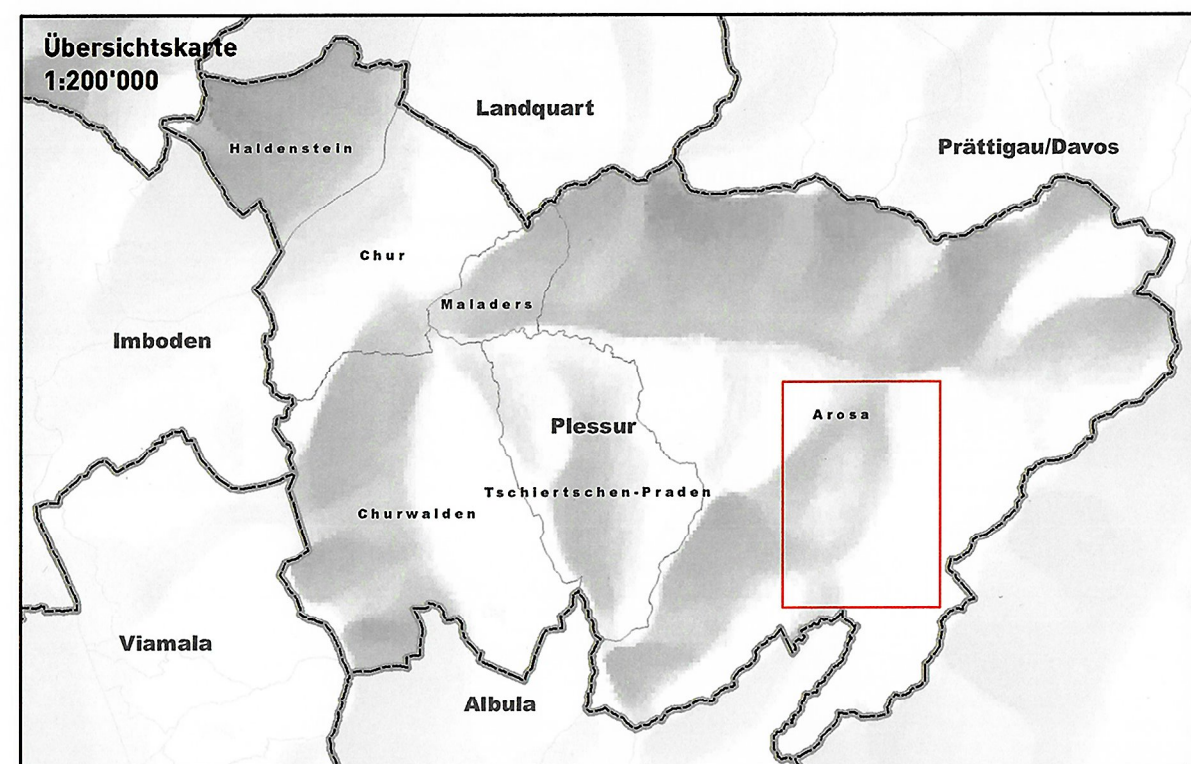 Übersichtskarte
1:200'000
Landquart
Prättigau/Davos
Haldenstein
Chur
Maladers
Imboden
Arosa
Plessur
Tschiertschen-Praden
Churwalden
Viamala
Albula